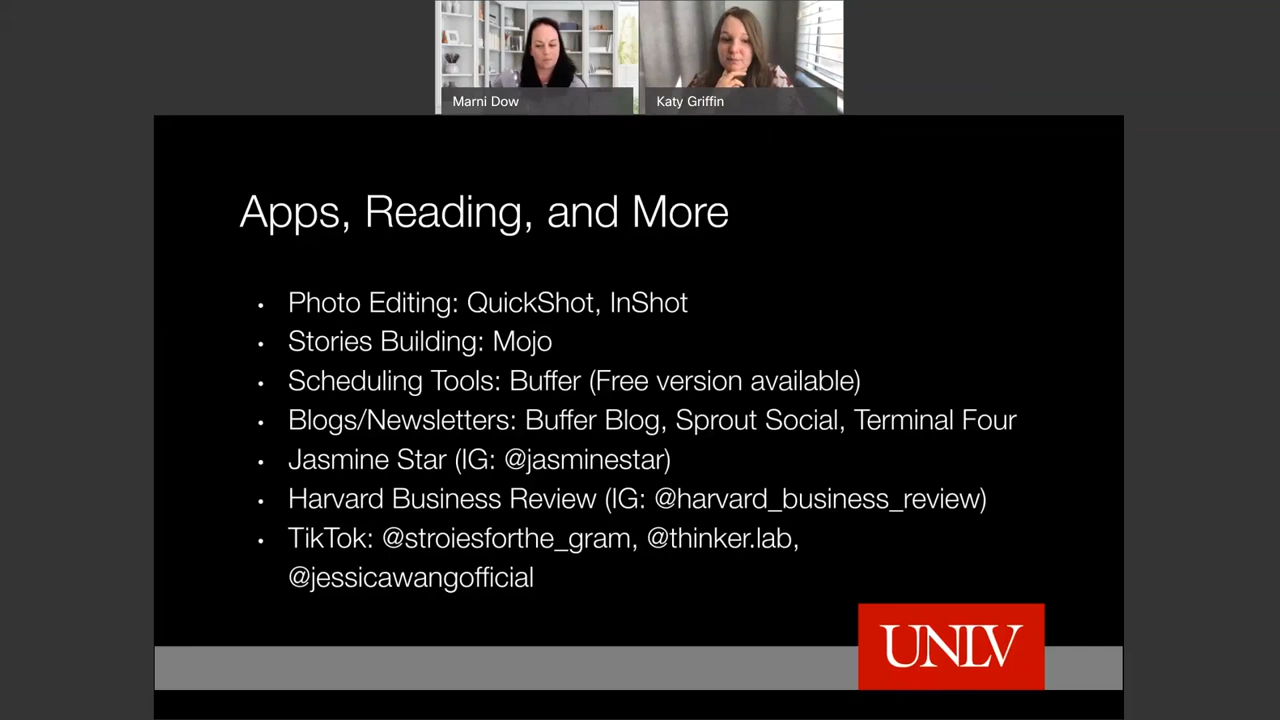 Marni Dow
Katy Griffin
Apps, Reading, and More
• Photo Editing: QuickShot, InShot
• Stories Building: Mojo
• Scheduling Tools: Buffer (Free version available)
• Blogs/Newsletters: Buffer Blog, Sprout Social, Terminal Four
• Jasmine Star (IG: @jasminestar)
• Harvard Business Review (IG: @harvard_business_review)
• TikTok: @stroiesforthe_gram, @thinker.lab,
@jessicawangofficial
UNLV